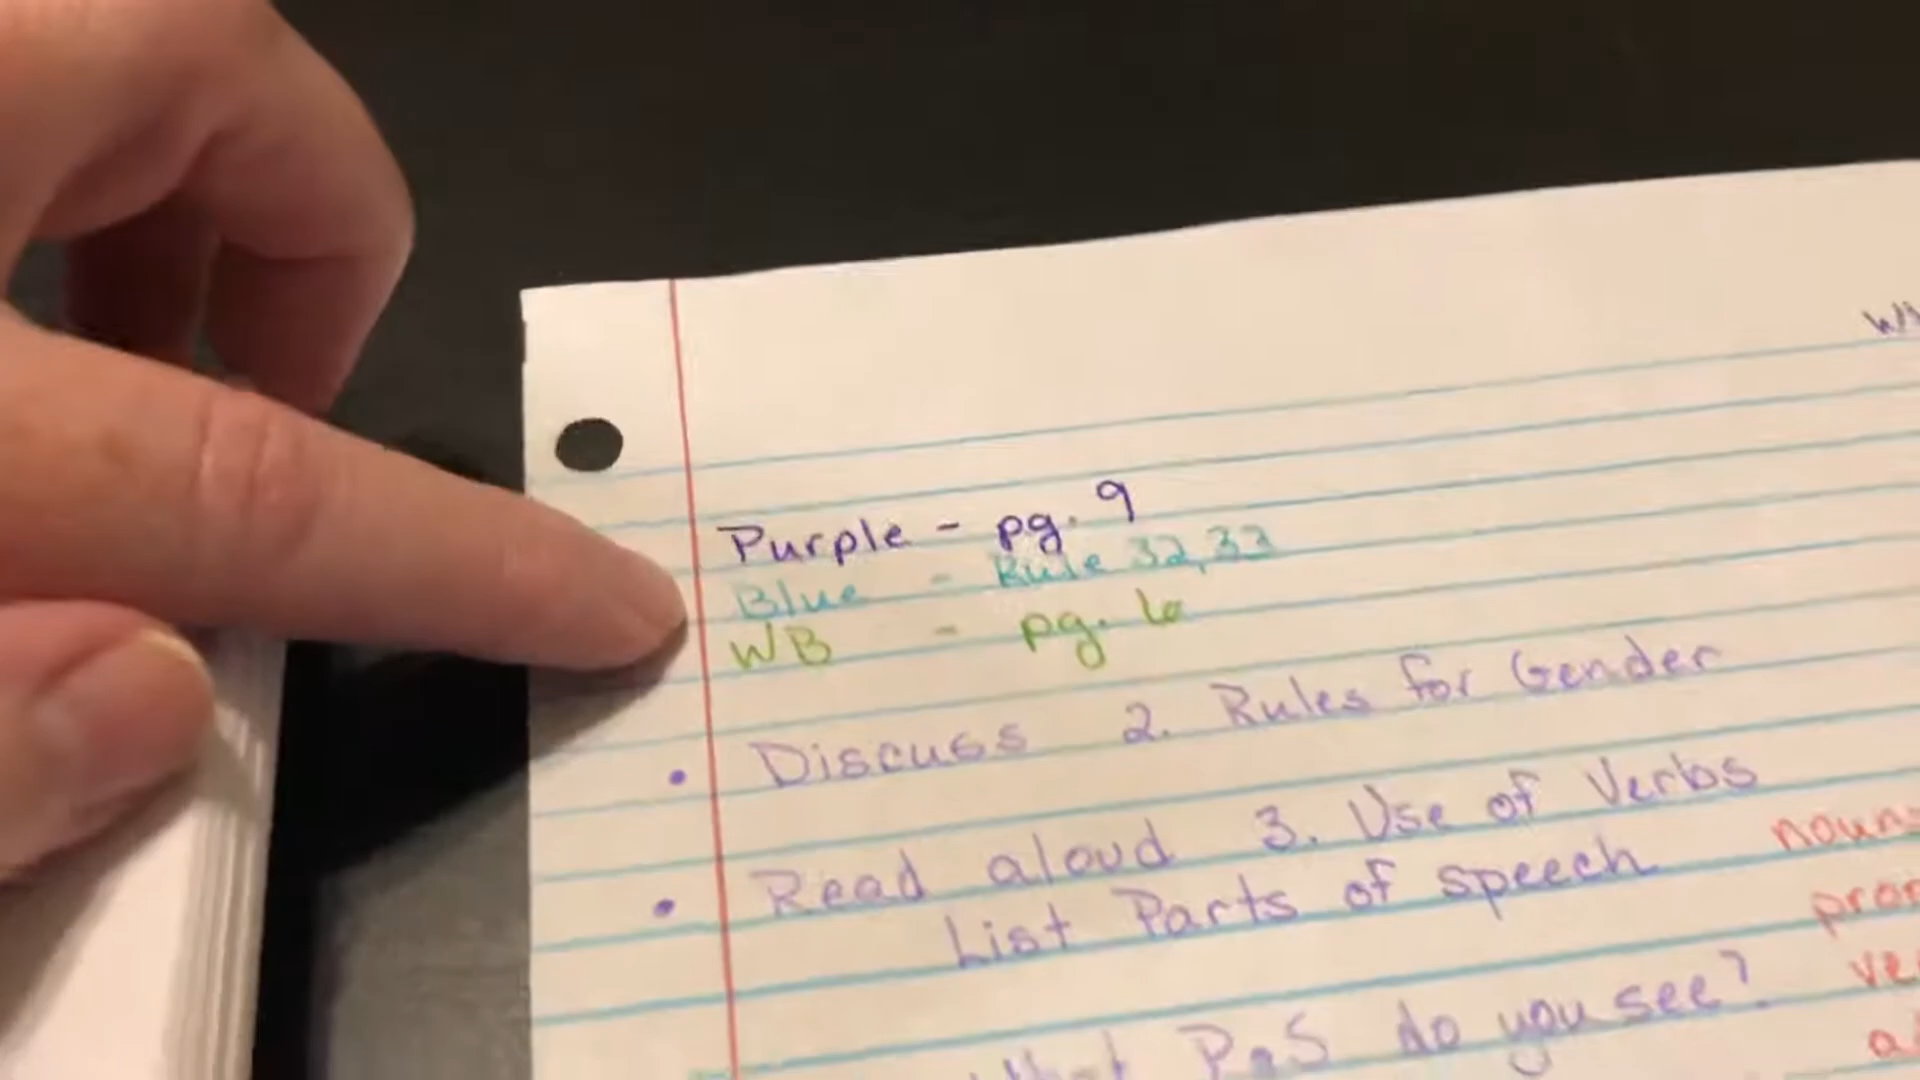 Purple - pg. 9
Blue - Rule 32,33
WB - pg. 6
• Discuss 2. Rules for Gender
• Read aloud 3. Use of Verbs
List Parts of speech
PoS do you see?